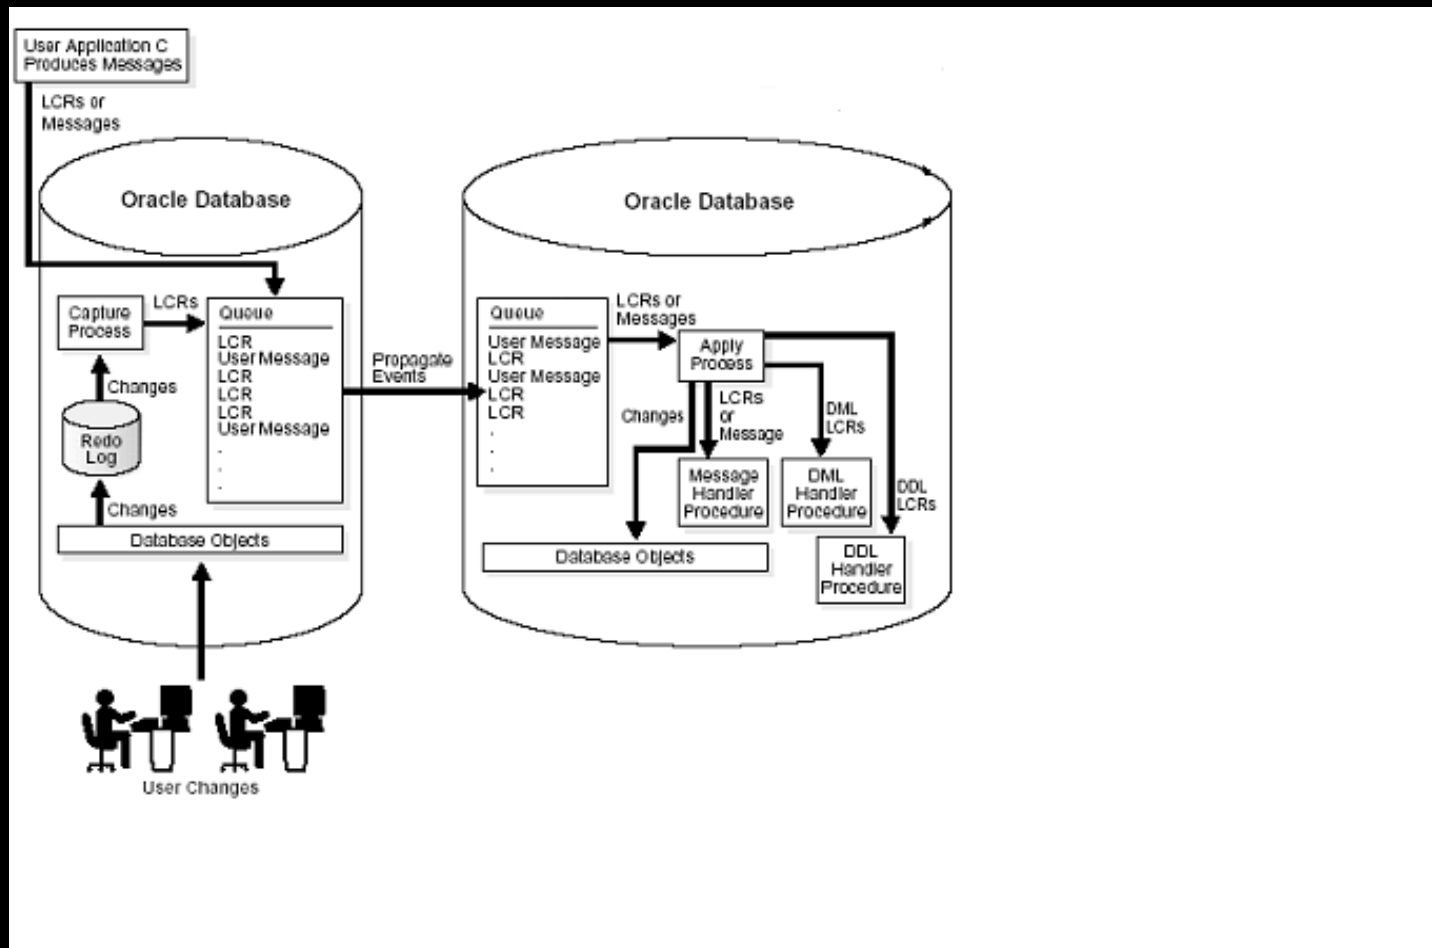 User Application C
Produces Messages
LCRs or
Messages
Oracle Database
Capture
Process
LCRs
Queue
LCR
User Message
LCR
LCR
LCR
User Message
.
.
.
Changes
Redo
Log
Changes
Database Objects
User Changes
Propagate
Events
Oracle Database
Queue
User Message
LCR
User Message
LCR
LCR
.
.
.
LCRs or
Messages
Apply
Process
Changes
LCRs
or
Message
DML
LCRs
DDL
LCRs
Message
Handler
Procedure
DML
Handler
Procedure
DDL
Handler
Procedure
Database Objects